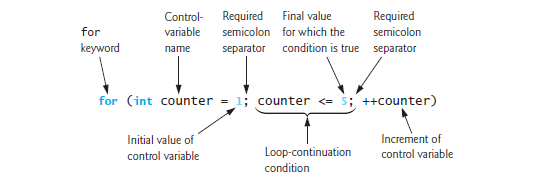 for
keyword
Control-
variable
name
Required
semicolon
separator
Final value
for which the
condition is true
Required
semicolon
separator
for (int counter = 1; counter <= 5; ++counter)
Initial value of
control variable
Loop-continuation
condition
Increment of
control variable